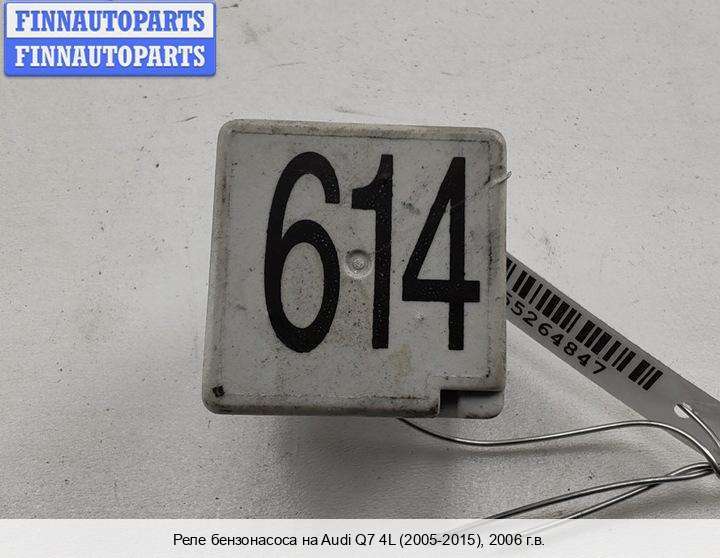 FINNAUTOPARTS
FINNAUTOPARTS
614
55264847
Реле бензонасоса на Audi Q7 4L (2005-2015), 2006 г.в.